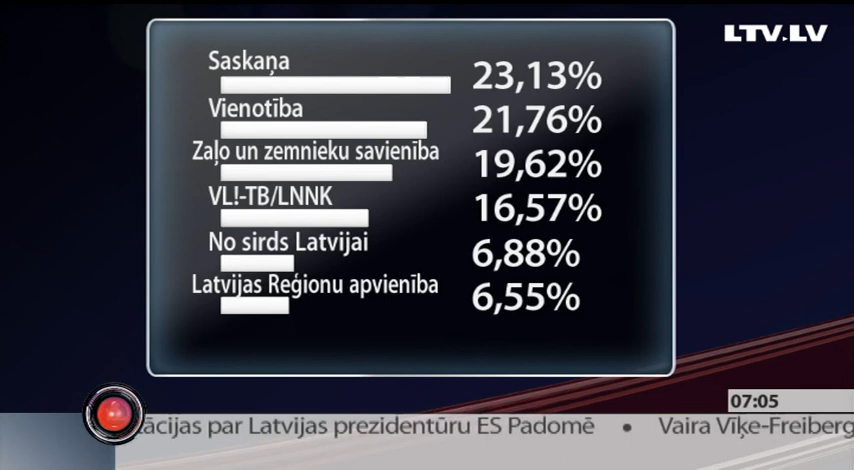 LTV.LV
Saskaņa
23,13%
Vienotība
21,76%
Zaļo un zemnieku savienība
19,62%
VL!-TB/LNNK
16,57%
No sirds Latvijai
6,88%
Latvijas Reģionu apvienība
6,55%
07:05
par Latvijas prezidentūru ES Padomē • Vaira Vīķe-Freiberg